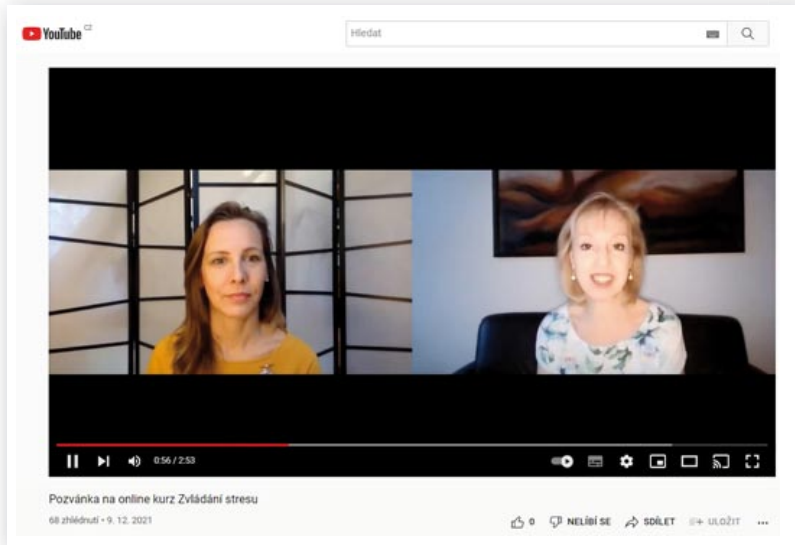 YouTube CZ
Hledat
0:56 / 2:53
Pozvánka na online kurz Zvládání stresu
68 zhlédnutí • 9. 12. 2021
0 NELÍBÍ SE SDÍLET ULOŽIT